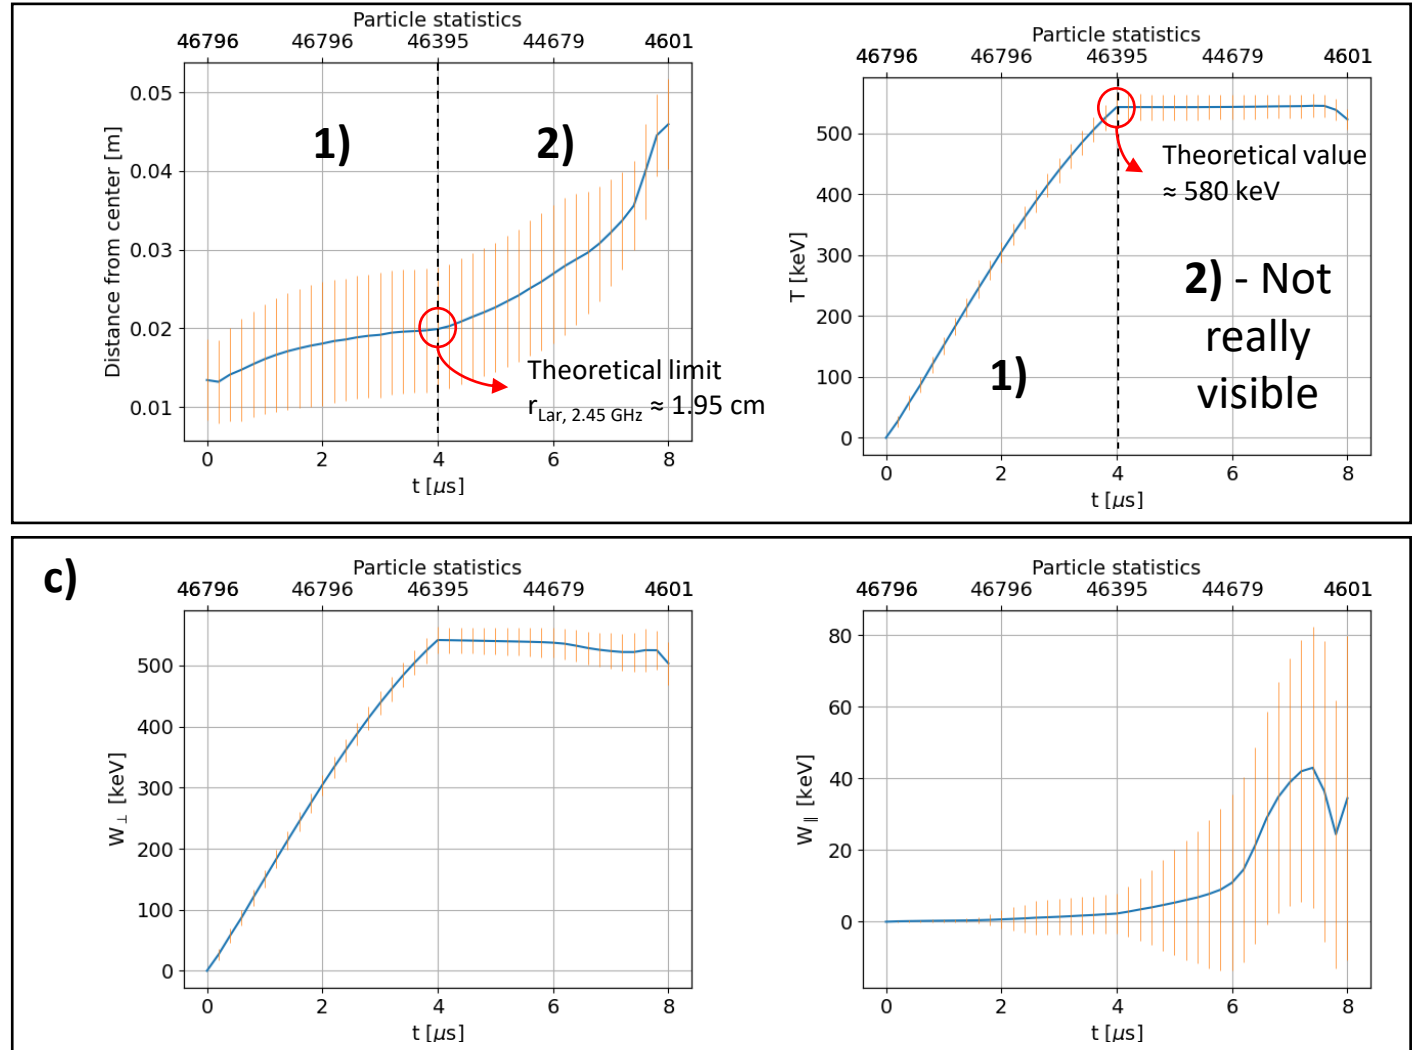 Particle statistics
46796 46796 46395 44679 4601
0.05
0.04
0.03
0.02
0.01
Distance from center [m]
1)
2)
Theoretical limit
r_Lar, 2.45 GHz ≈ 1.95 cm
0 2 4 6 8
t [μs]
Particle statistics
46796 46796 46395 44679 4601
500
400
300
200
100
0
T [keV]
Theoretical value
≈ 580 keV
1)
2) - Not
really
visible
0 2 4 6 8
t [μs]
c)
Particle statistics
46796 46796 46395 44679 4601
500
400
300
200
100
0
W⊥ [keV]
0 2 4 6 8
t [μs]
Particle statistics
46796 46796 46395 44679 4601
80
60
40
20
0
W∥ [keV]
0 2 4 6 8
t [μs]